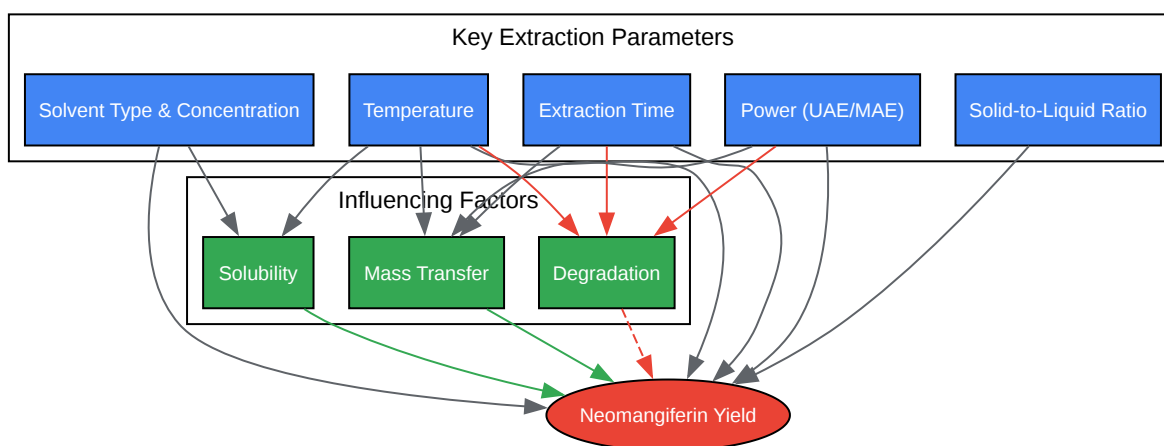 Key Extraction Parameters
Solvent Type & Concentration
Temperature
Extraction Time
Power (UAE/MAE)
Solid-to-Liquid Ratio
Influencing Factors
Solubility
Mass Transfer
Degradation
Neomangiferin Yield